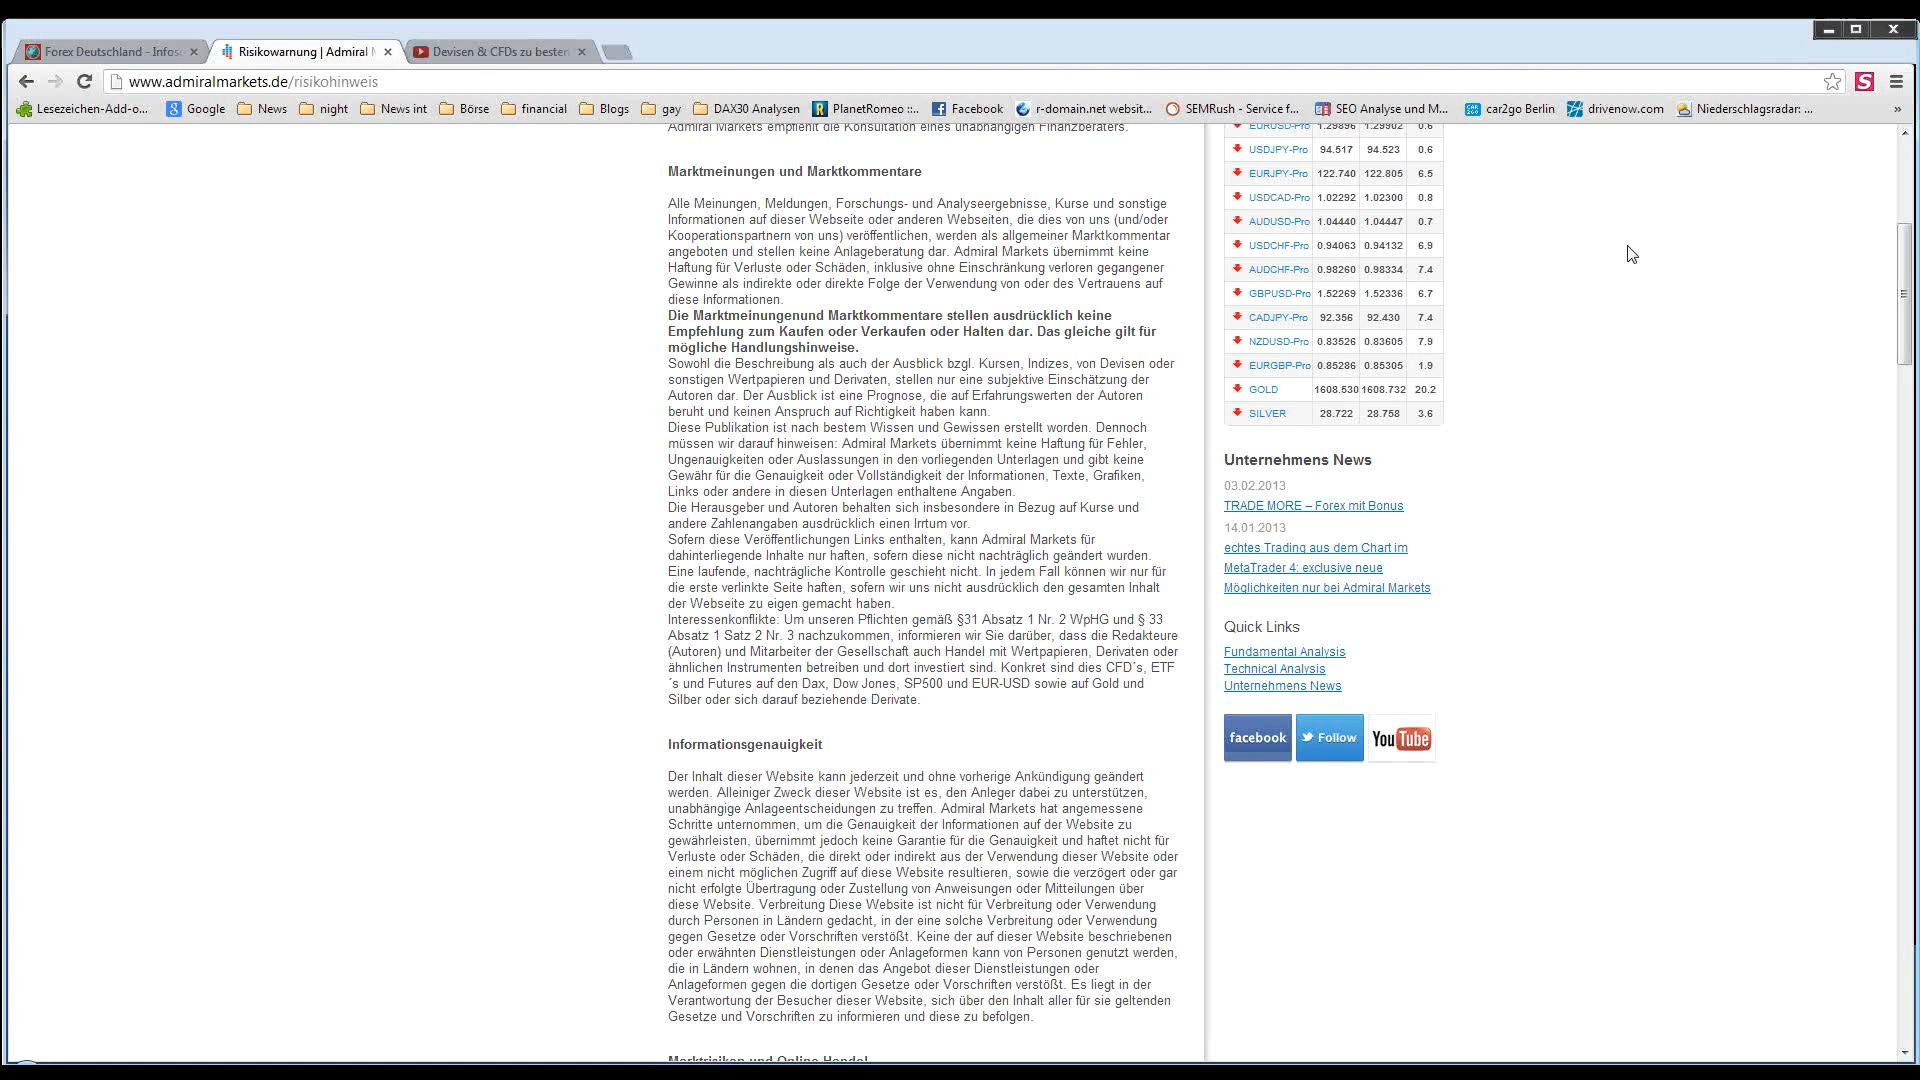 Forex Deutschland - Infos
Risikowarnung | Admiral M
Devisen & CFDs zu besten
www.admiralmarkets.de/risikohinweis
Lesezeichen-Add-o...
Google
News
night
News int
Börse
financial
Blogs
gay
DAX30 Analysen
PlanetRomeo ::..
Facebook
r-domain.net websit...
SEMRush - Service f...
SEO Analyse und M...
car2go Berlin
drivenow.com
Niederschlagsradar: ...
»
Admiral Markets empfiehlt die Konsultation eines unabhängigen Finanzberaters.
Marktmeinungen und Marktkommentare
Alle Meinungen, Meldungen, Forschungs- und Analyseergebnisse, Kurse und sonstige
Informationen auf dieser Webseite oder anderen Webseiten, die dies von uns (und/oder
Kooperationspartnern von uns) veröffentlichen, werden als allgemeiner Marktkommentar
angeboten und stellen keine Anlageberatung dar. Admiral Markets übernimmt keine
Haftung für Verluste oder Schäden, inklusive ohne Einschränkung verloren gegangener
Gewinne als indirekte oder direkte Folge der Verwendung von oder des Vertrauens auf
diese Informationen.
Die Marktmeinungenund Marktkommentare stellen ausdrücklich keine
Empfehlung zum Kaufen oder Verkaufen oder Halten dar. Das gleiche gilt für
mögliche Handlungshinweise.
Sowohl die Beschreibung als auch der Ausblick bzgl. Kursen, Indizes, von Devisen oder
sonstigen Wertpapieren und Derivaten, stellen nur eine subjektive Einschätzung der
Autoren dar. Der Ausblick ist eine Prognose, die auf Erfahrungswerten der Autoren
beruht und keinen Anspruch auf Richtigkeit haben kann.
Diese Publikation ist nach bestem Wissen und Gewissen erstellt worden. Dennoch
müssen wir darauf hinweisen: Admiral Markets übernimmt keine Haftung für Fehler,
Ungenauigkeiten oder Auslassungen in den vorliegenden Unterlagen und gibt keine
Gewähr für die Genauigkeit oder Vollständigkeit der Informationen, Texte, Grafiken,
Links oder andere in diesen Unterlagen enthaltene Angaben.
Die Herausgeber und Autoren behalten sich insbesondere in Bezug auf Kurse und
andere Zahlenangaben ausdrücklich einen Irrtum vor.
Sofern diese Veröffentlichungen Links enthalten, kann Admiral Markets für
dahinterliegende Inhalte nur haften, sofern diese nicht nachträglich geändert wurden.
Eine laufende, nachträgliche Kontrolle geschieht nicht. In jedem Fall können wir nur für
die erste verlinkte Seite haften, sofern wir uns nicht ausdrücklich den gesamten Inhalt
der Webseite zu eigen gemacht haben.
Interessenkonflikte: Um unseren Pflichten gemäß §31 Absatz 1 Nr. 2 WpHG und § 33
Absatz 1 Satz 2 Nr. 3 nachzukommen, informieren wir Sie darüber, dass die Redakteure
(Autoren) und Mitarbeiter der Gesellschaft auch Handel mit Wertpapieren, Derivaten oder
ähnlichen Instrumenten betreiben und dort investiert sind. Konkret sind dies CFD´s, ETF
´s und Futures auf den Dax, Dow Jones, SP500 und EUR-USD sowie auf Gold und
Silber oder sich darauf beziehende Derivate.
Informationsgenauigkeit
Der Inhalt dieser Website kann jederzeit und ohne vorherige Ankündigung geändert
werden. Alleiniger Zweck dieser Website ist es, den Anleger dabei zu unterstützen,
unabhängige Anlageentscheidungen zu treffen. Admiral Markets hat angemessene
Schritte unternommen, um die Genauigkeit der Informationen auf der Website zu
gewährleisten, übernimmt jedoch keine Garantie für die Genauigkeit und haftet nicht für
Verluste oder Schäden, die direkt oder indirekt aus der Verwendung dieser Website oder
einem nicht möglichen Zugriff auf diese Website resultieren, sowie die verzögert oder gar
nicht erfolgte Übertragung oder Zustellung von Anweisungen oder Mitteilungen über
diese Website. Verbreitung Diese Website ist nicht für Verbreitung oder Verwendung
durch Personen in Ländern gedacht, in der eine solche Verbreitung oder Verwendung
gegen Gesetze oder Vorschriften verstößt. Keine der auf dieser Website beschriebenen
oder erwähnten Dienstleistungen oder Anlageformen kann von Personen genutzt werden,
die in Ländern wohnen, in denen das Angebot dieser Dienstleistungen oder
Anlageformen gegen die dortigen Gesetze oder Vorschriften verstößt. Es liegt in der
Verantwortung der Besucher dieser Website, sich über den Inhalt aller für sie geltenden
Gesetze und Vorschriften zu informieren und diese zu befolgen.
Marktrisiken und Online Handel
EURUSD-Pro 1.29896 1.29902 0.6
USDJPY-Pro 94.517 94.523 0.6
EURJPY-Pro 122.740 122.805 6.5
USDCAD-Pro 1.02292 1.02300 0.8
AUDUSD-Pro 1.04440 1.04447 0.7
USDCHF-Pro 0.94063 0.94132 6.9
AUDCHF-Pro 0.98260 0.98334 7.4
GBPUSD-Pro 1.52269 1.52336 6.7
CADJPY-Pro 92.356 92.430 7.4
NZDUSD-Pro 0.83526 0.83605 7.9
EURGBP-Pro 0.85286 0.85305 1.9
GOLD 1608.530 1608.732 20.2
SILVER 28.722 28.758 3.6
Unternehmens News
03.02.2013
TRADE MORE – Forex mit Bonus
14.01.2013
echtes Trading aus dem Chart im
MetaTrader 4: exclusive neue
Möglichkeiten nur bei Admiral Markets
Quick Links
Fundamental Analysis
Technical Analysis
Unternehmens News
facebook
Follow
YouTube